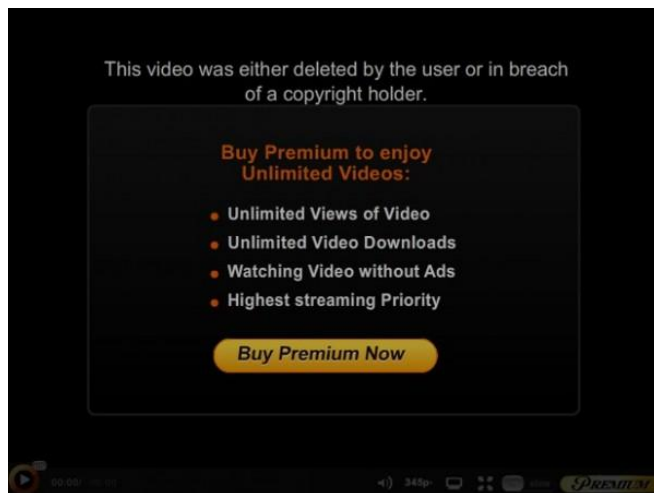 This video was either deleted by the user or in breach
of a copyright holder.
Buy Premium to enjoy
Unlimited Videos:
Unlimited Views of Video
Unlimited Video Downloads
Watching Video without Ads
Highest streaming Priority
Buy Premium Now
00:00/ 00:00 345p- PREMIUM